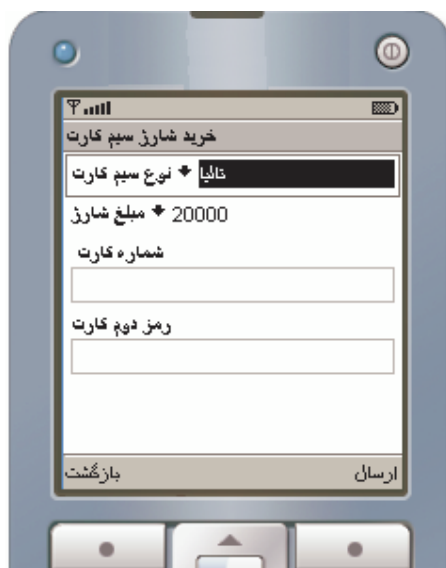 خرید شارژ سیم کارت
نوع سیم کارت تالیا
مبلغ شارژ 20000
شماره کارت
رمز دوم کارت
بازگشت ارسال